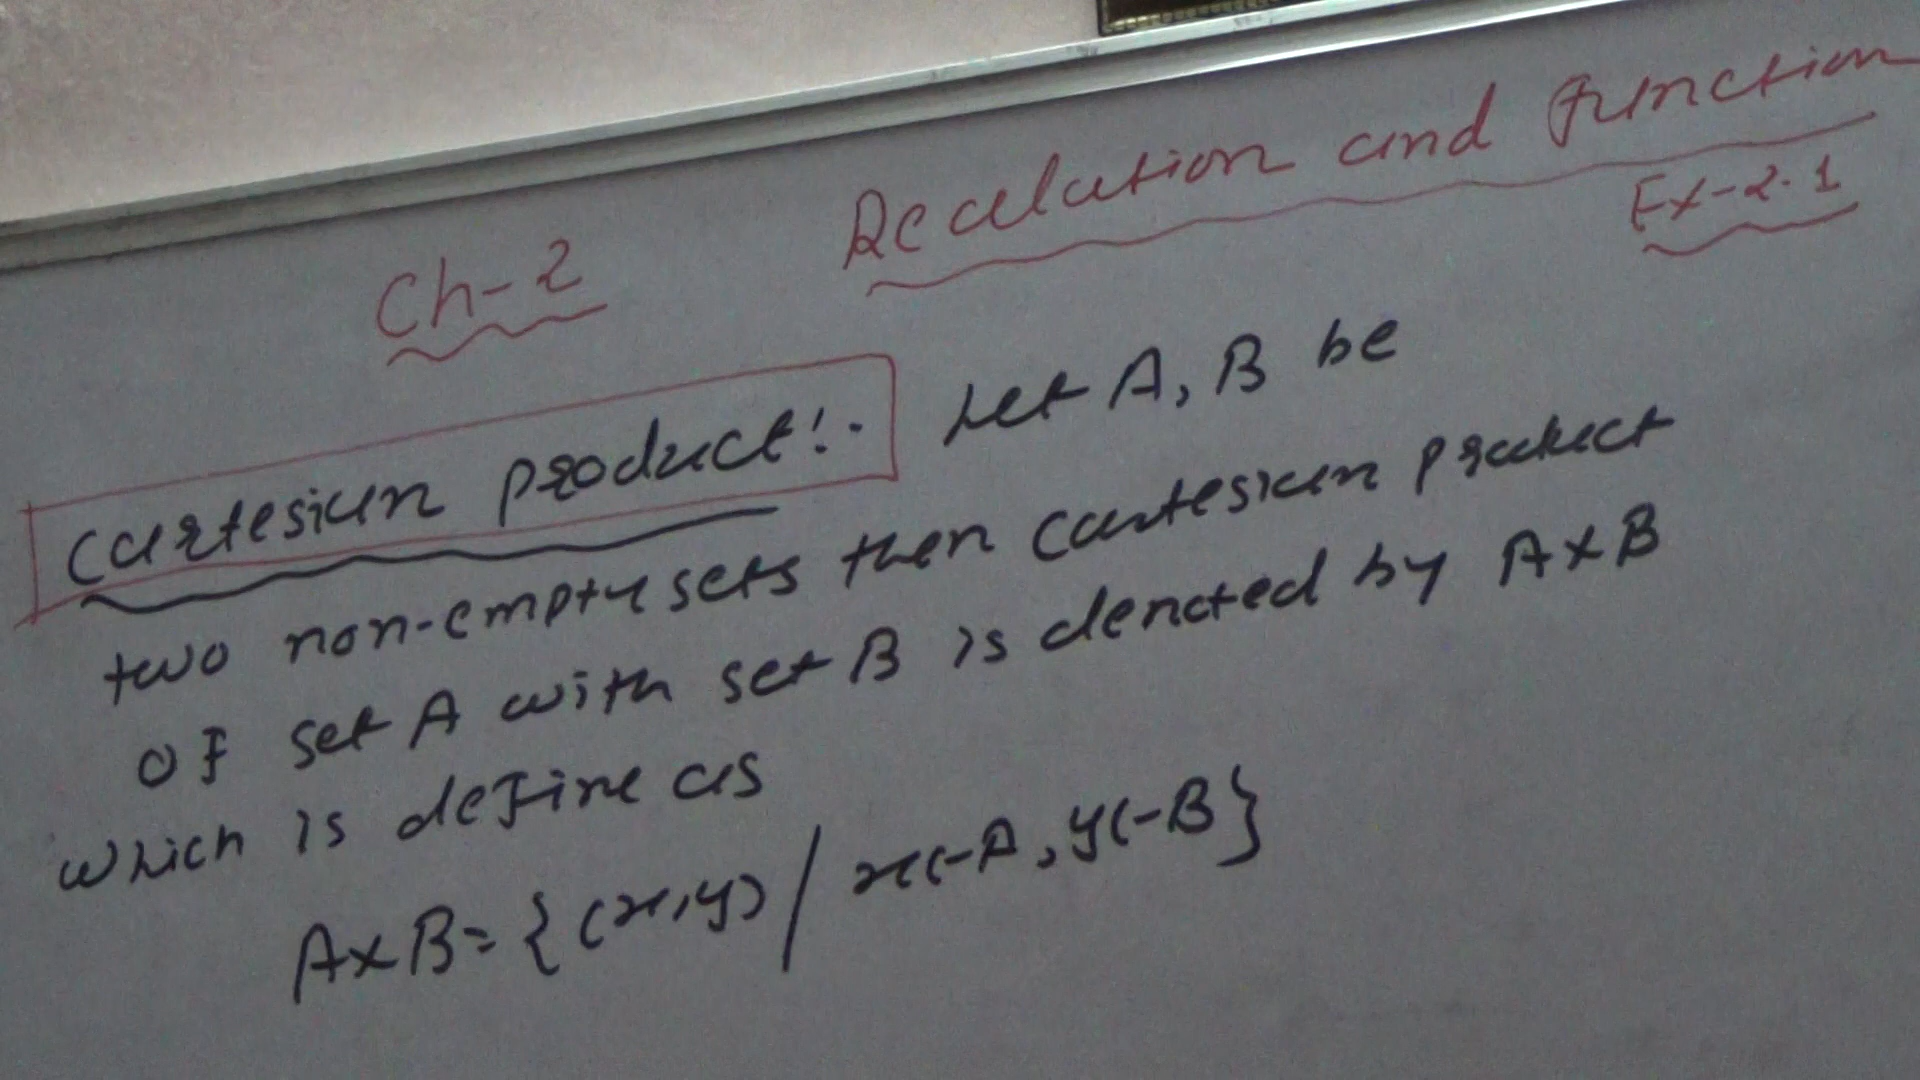 Ch-2 Realation and Function
Ex-2.1
Cartesian product:- Let A, B be
two non-empty sets then Cartesian product
of set A with set B is denoted by A×B
which is define as
A×B={(x,y)/x∈A,y∈B}